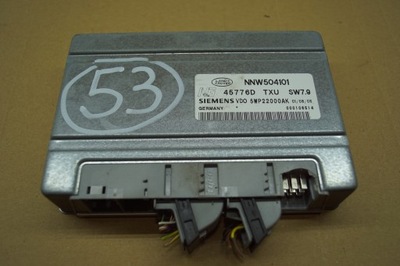 53
NNW504101
45776D TXU SW7.9
SIEMENS VDO 5WP22000AK
GERMANY